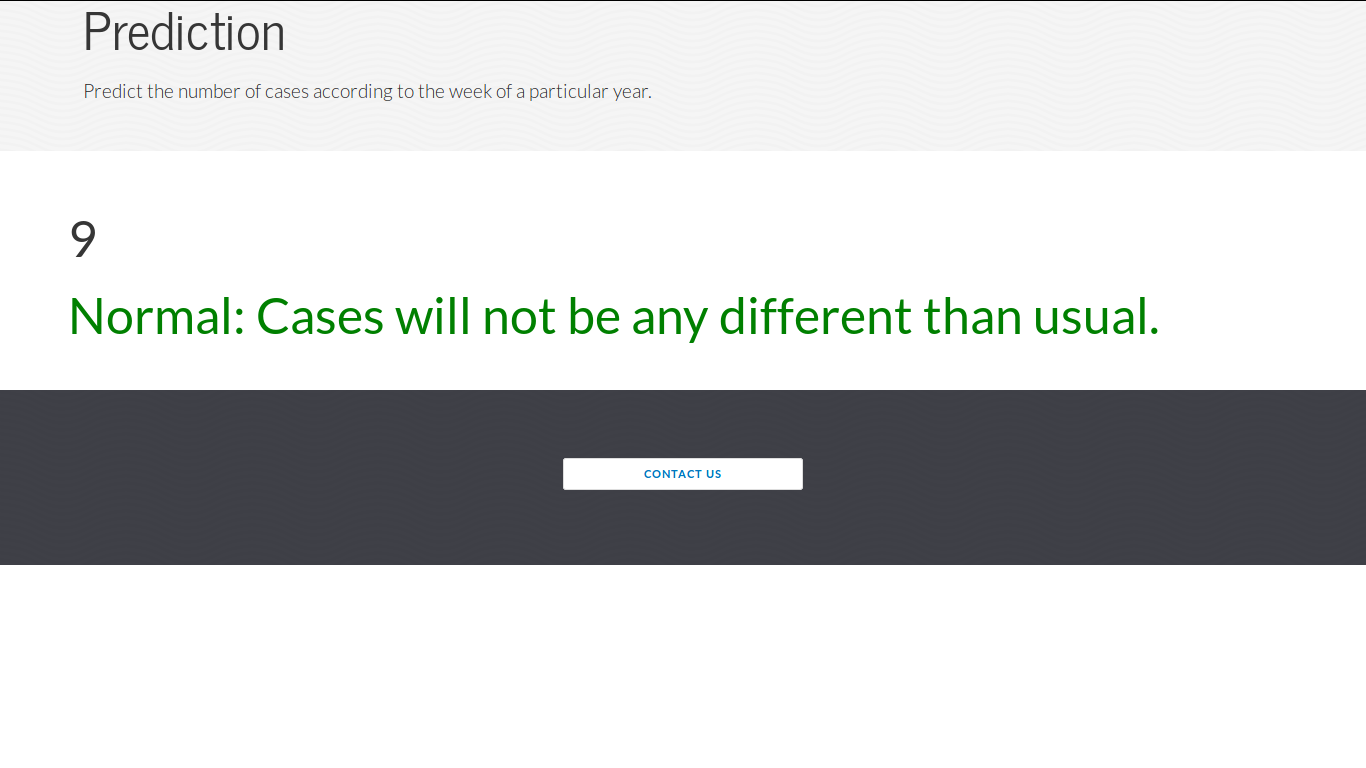 Prediction
Predict the number of cases according to the week of a particular year.
9
Normal: Cases will not be any different than usual.
CONTACT US